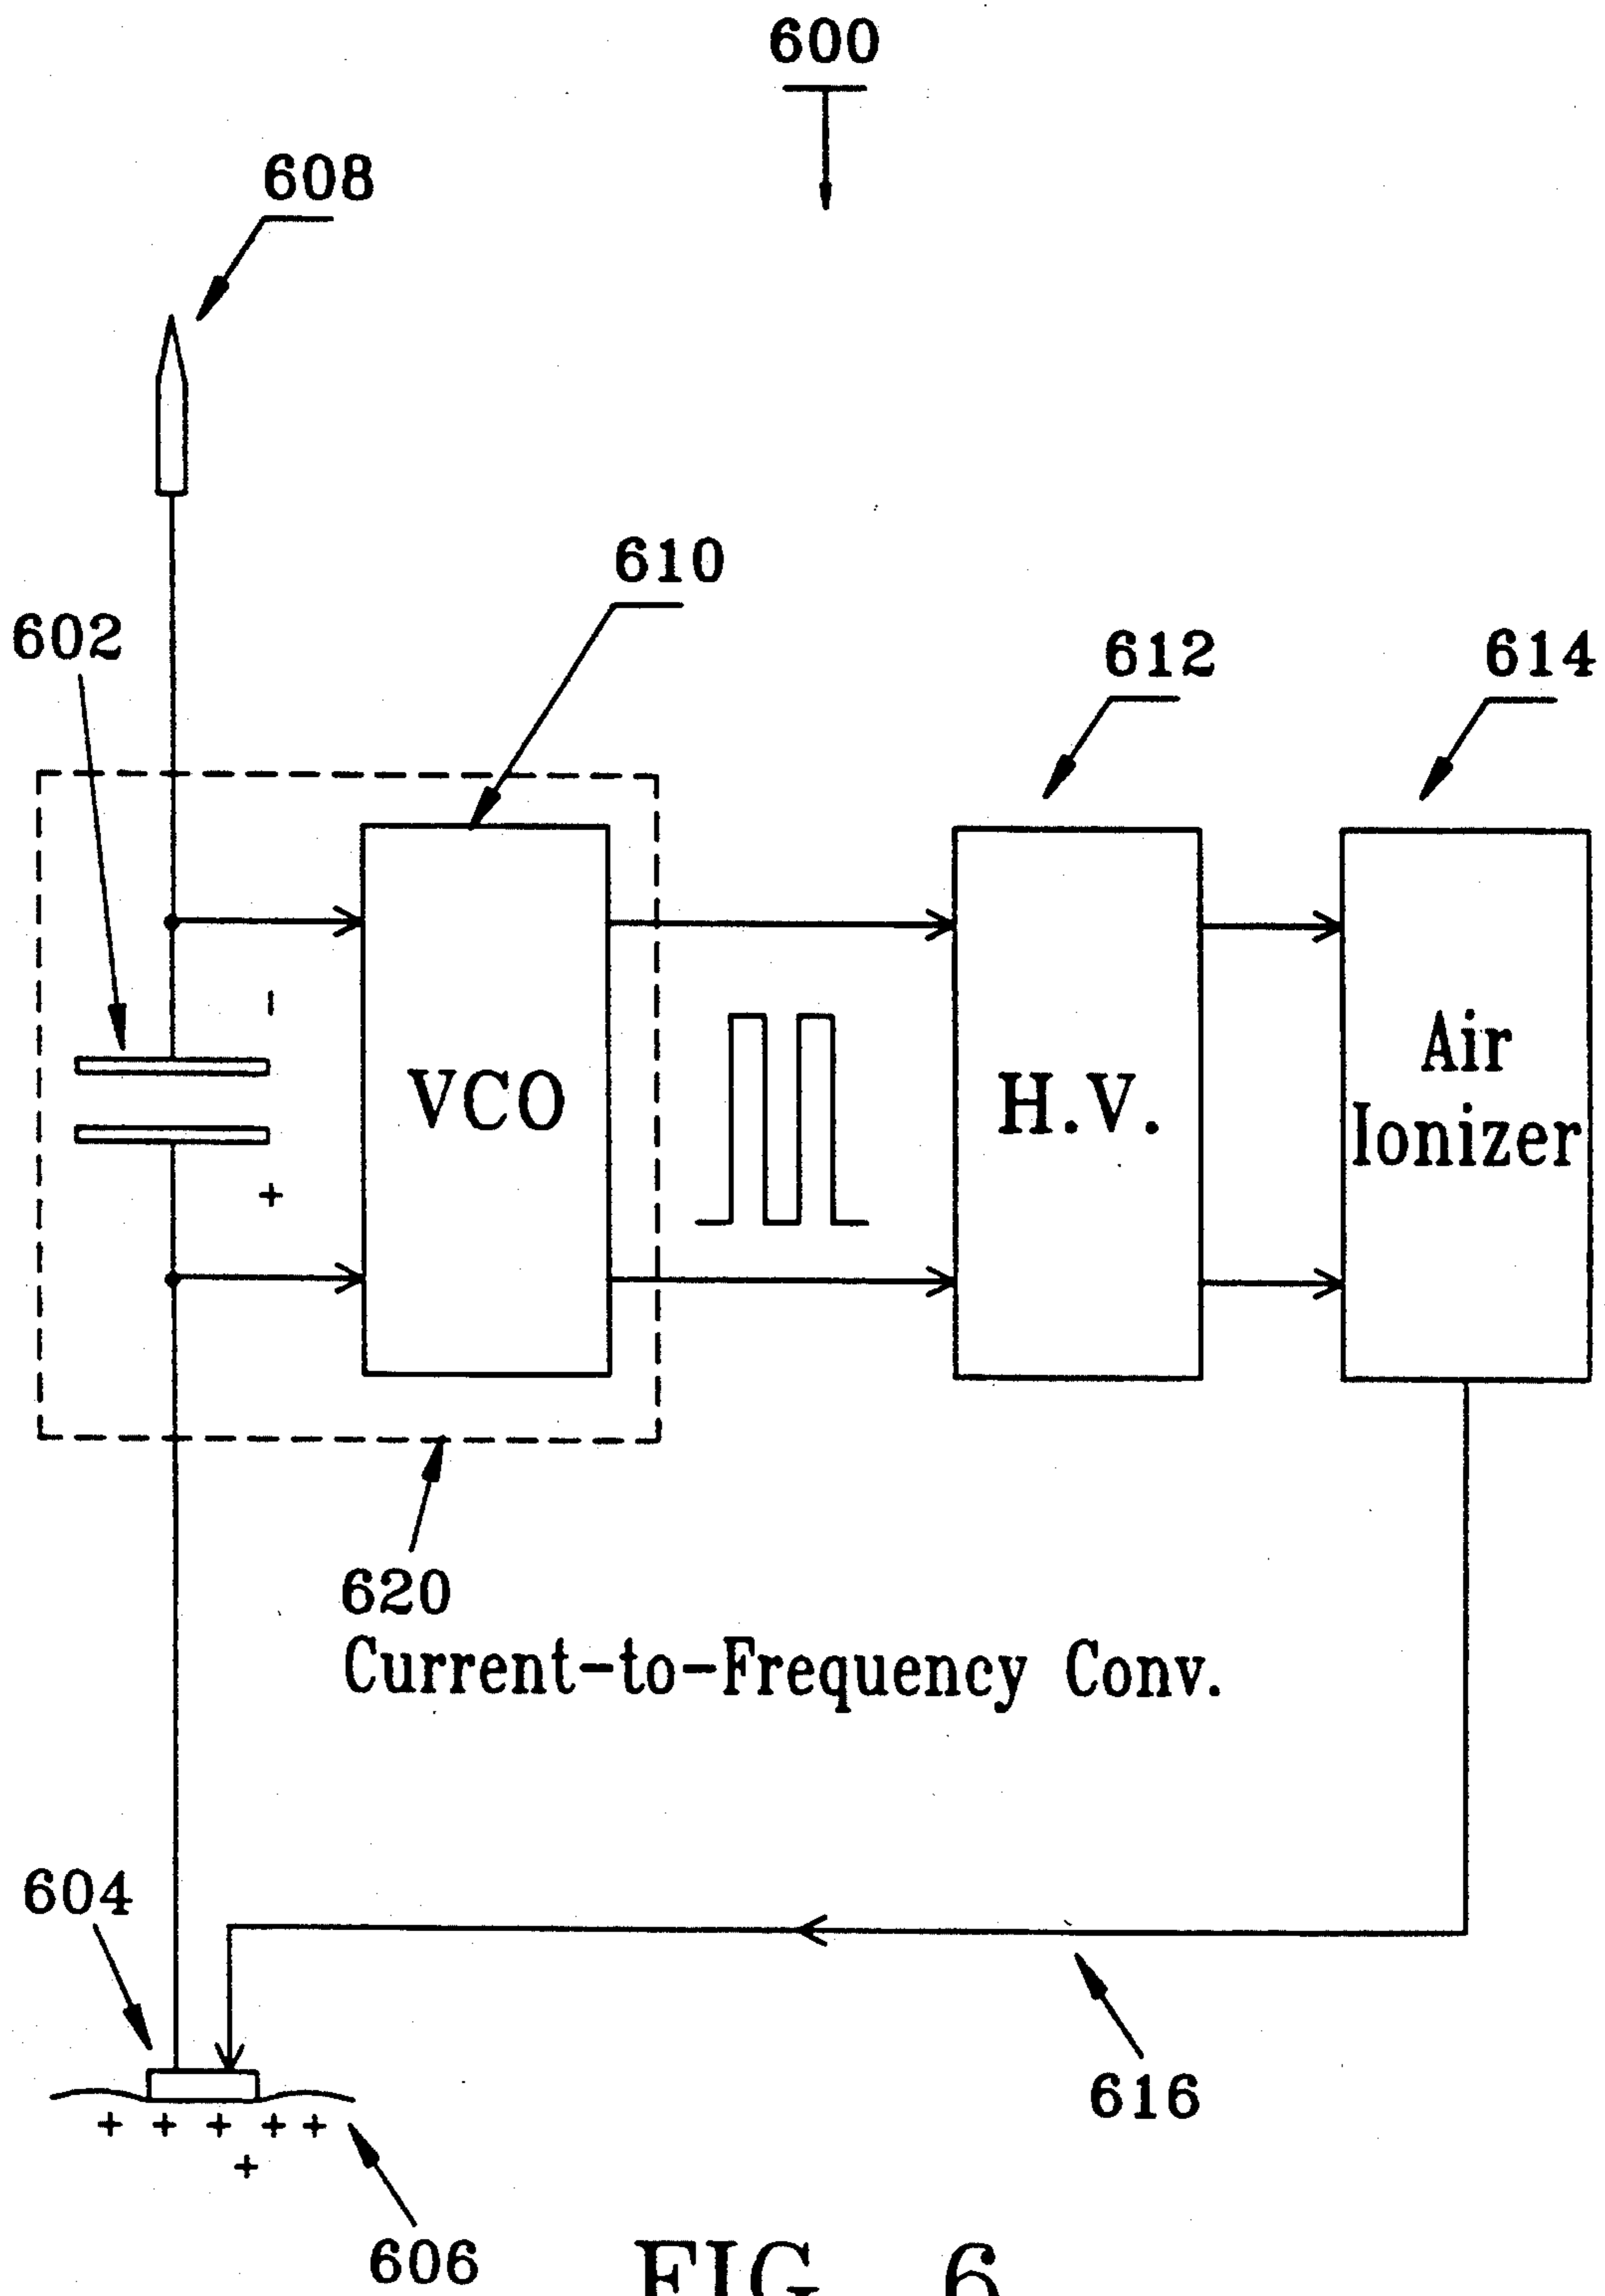 600
608
610
602
612
614
-
+
VCO
H.V.
Air
Ionizer
620
Current-to-Frequency Conv.
604
616
+ + + + +
+
606
FIG. 6